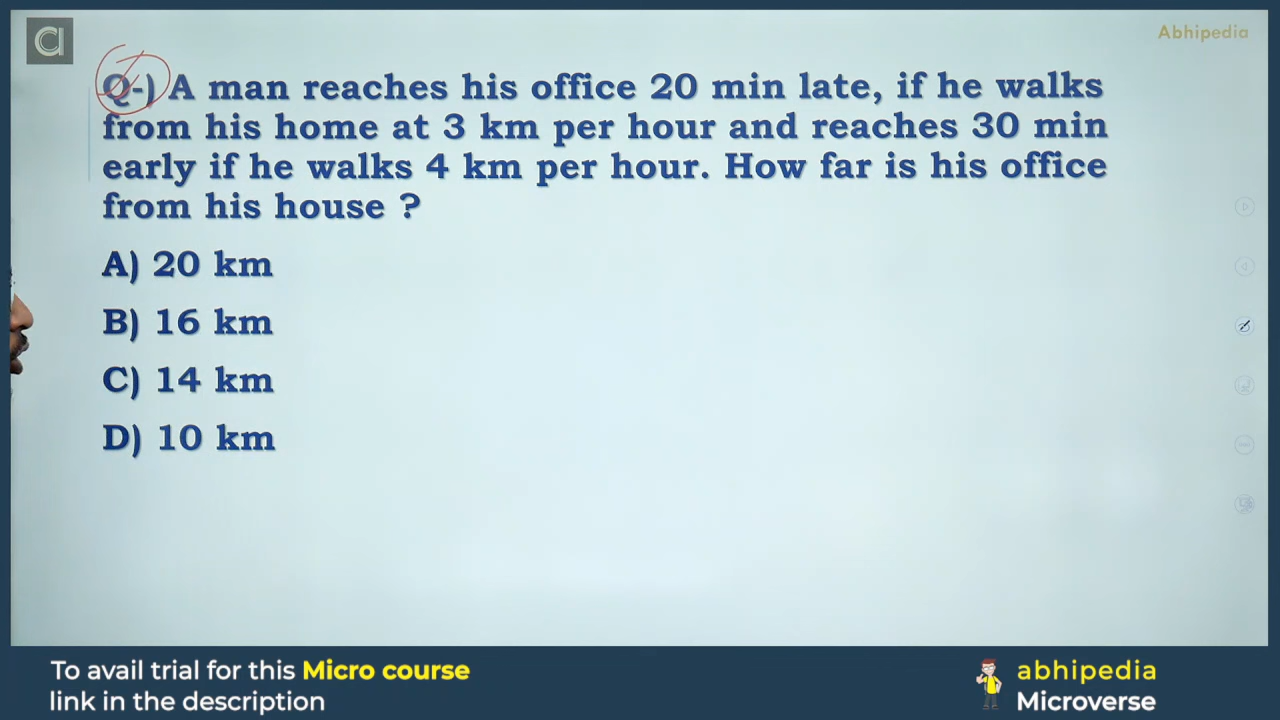 Abhipedia
Q-) A man reaches his office 20 min late, if he walks
from his home at 3 km per hour and reaches 30 min
early if he walks 4 km per hour. How far is his office
from his house ?
A) 20 km
B) 16 km
C) 14 km
D) 10 km
To avail trial for this Micro course
link in the description
abhipedia
Microverse